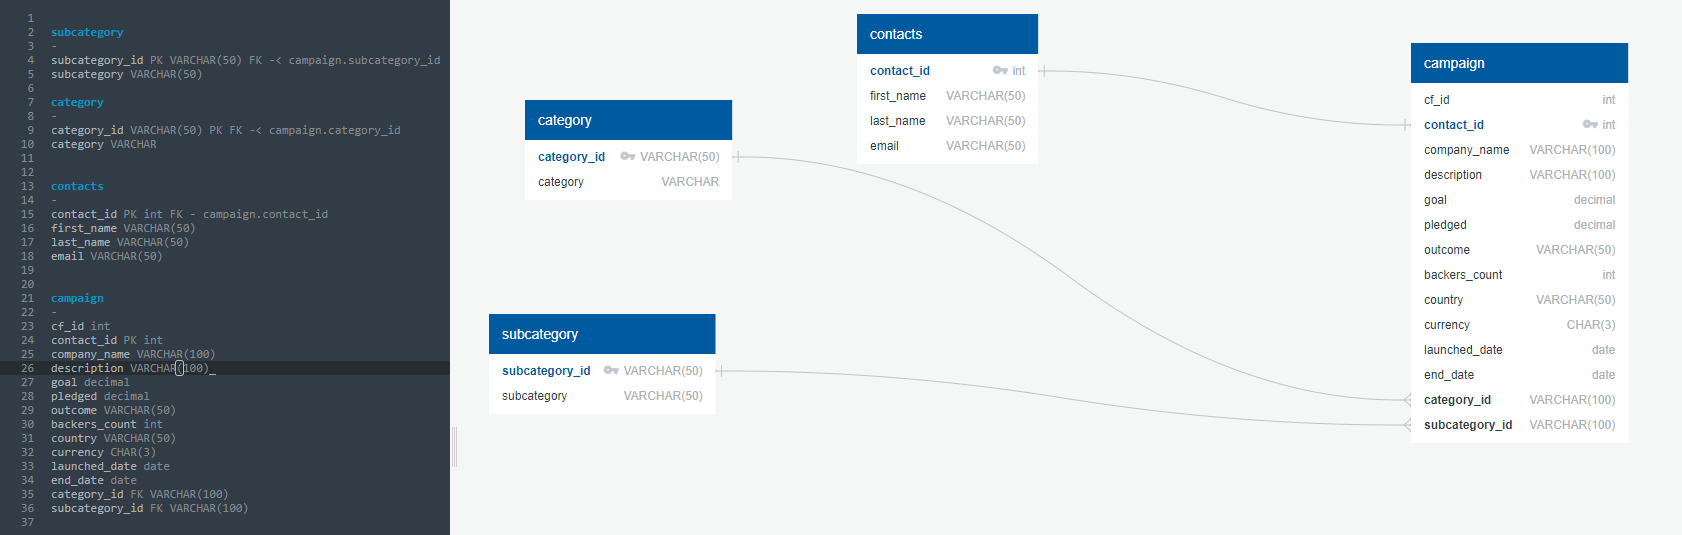 1
2 subcategory
3 -
4 subcategory_id PK VARCHAR(50) FK -< campaign.subcategory_id
5 subcategory VARCHAR(50)
6
7 category
8 -
9 category_id VARCHAR(50) PK FK -< campaign.category_id
10 category VARCHAR
11
12
13 contacts
14 -
15 contact_id PK int FK - campaign.contact_id
16 first_name VARCHAR(50)
17 last_name VARCHAR(50)
18 email VARCHAR(50)
19
20
21 campaign
22 -
23 cf_id int
24 contact_id PK int
25 company_name VARCHAR(100)
26 description VARCHAR(100)_
27 goal decimal
28 pledged decimal
29 outcome VARCHAR(50)
30 backers_count int
31 country VARCHAR(50)
32 currency CHAR(3)
33 launched_date date
34 end_date date
35 category_id FK VARCHAR(100)
36 subcategory_id FK VARCHAR(100)
37
category
category_id VARCHAR(50)
category VARCHAR
subcategory
subcategory_id VARCHAR(50)
subcategory VARCHAR(50)
contacts
contact_id int
first_name VARCHAR(50)
last_name VARCHAR(50)
email VARCHAR(50)
campaign
cf_id int
contact_id int
company_name VARCHAR(100)
description VARCHAR(100)
goal decimal
pledged decimal
outcome VARCHAR(50)
backers_count int
country VARCHAR(50)
currency CHAR(3)
launched_date date
end_date date
category_id VARCHAR(100)
subcategory_id VARCHAR(100)